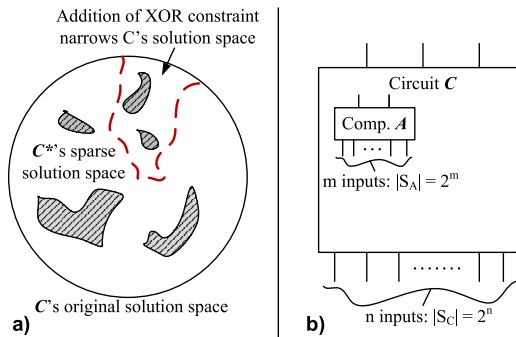 Addition of XOR constraint
narrows C's solution space
C*'s sparse
solution space
C's original solution space
a)
Circuit C
Comp. A
m inputs: |S_A| = 2^m
n inputs: |S_C| = 2^n
b)